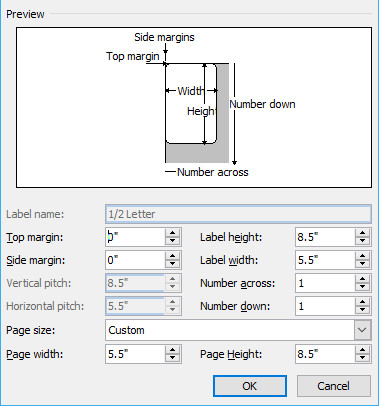 Preview
Side margins
Top margin
Width
Height
Number down
Number across
Label name: 1/2 Letter
Top margin: 0" Label height: 8.5"
Side margin: 0" Label width: 5.5"
Vertical pitch: 8.5" Number across: 1
Horizontal pitch: 5.5" Number down: 1
Page size: Custom
Page width: 5.5" Page Height: 8.5"
OK Cancel